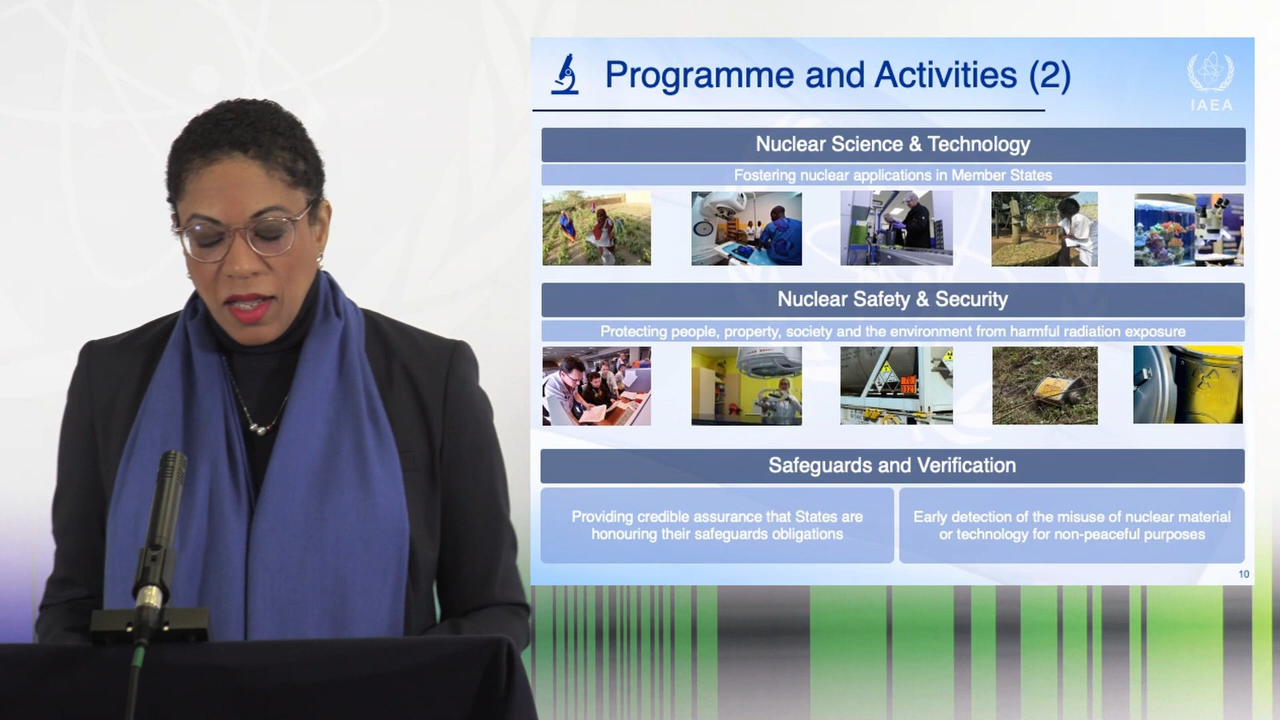 Programme and Activities (2)
IAEA
Nuclear Science & Technology
Fostering nuclear applications in Member States
Nuclear Safety & Security
Protecting people, property, society and the environment from harmful radiation exposure
Safeguards and Verification
Providing credible assurance that States are
honouring their safeguards obligations
Early detection of the misuse of nuclear material
or technology for non-peaceful purposes
10